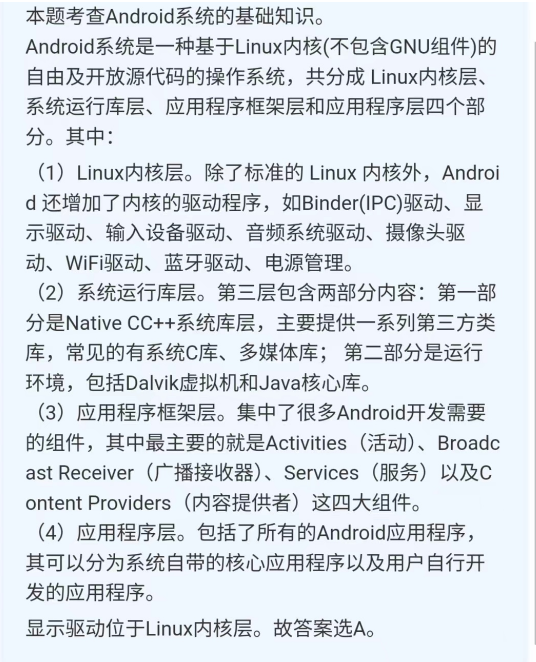 本题考查Android系统的基础知识。
Android系统是一种基于Linux内核(不包含GNU组件)的
自由及开放源代码的操作系统，共分成 Linux内核层、
系统运行库层、应用程序框架层和应用程序层四个部
分。其中：
（1）Linux内核层。除了标准的 Linux 内核外，Androi
d 还增加了内核的驱动程序，如Binder(IPC)驱动、显
示驱动、输入设备驱动、音频系统驱动、摄像头驱
动、WiFi驱动、蓝牙驱动、电源管理。
（2）系统运行库层。第三层包含两部分内容：第一部
分是Native CC++系统库层，主要提供一系列第三方类
库，常见的有系统C库、多媒体库； 第二部分是运行
环境，包括Dalvik虚拟机和Java核心库。
（3）应用程序框架层。集中了很多Android开发需要
的组件，其中最主要的就是Activities（活动）、Broadc
ast Receiver（广播接收器）、Services（服务）以及C
ontent Providers（内容提供者）这四大组件。
（4）应用程序层。包括了所有的Android应用程序，
其可以分为系统自带的核心应用程序以及用户自行开
发的应用程序。
显示驱动位于Linux内核层。故答案选A。